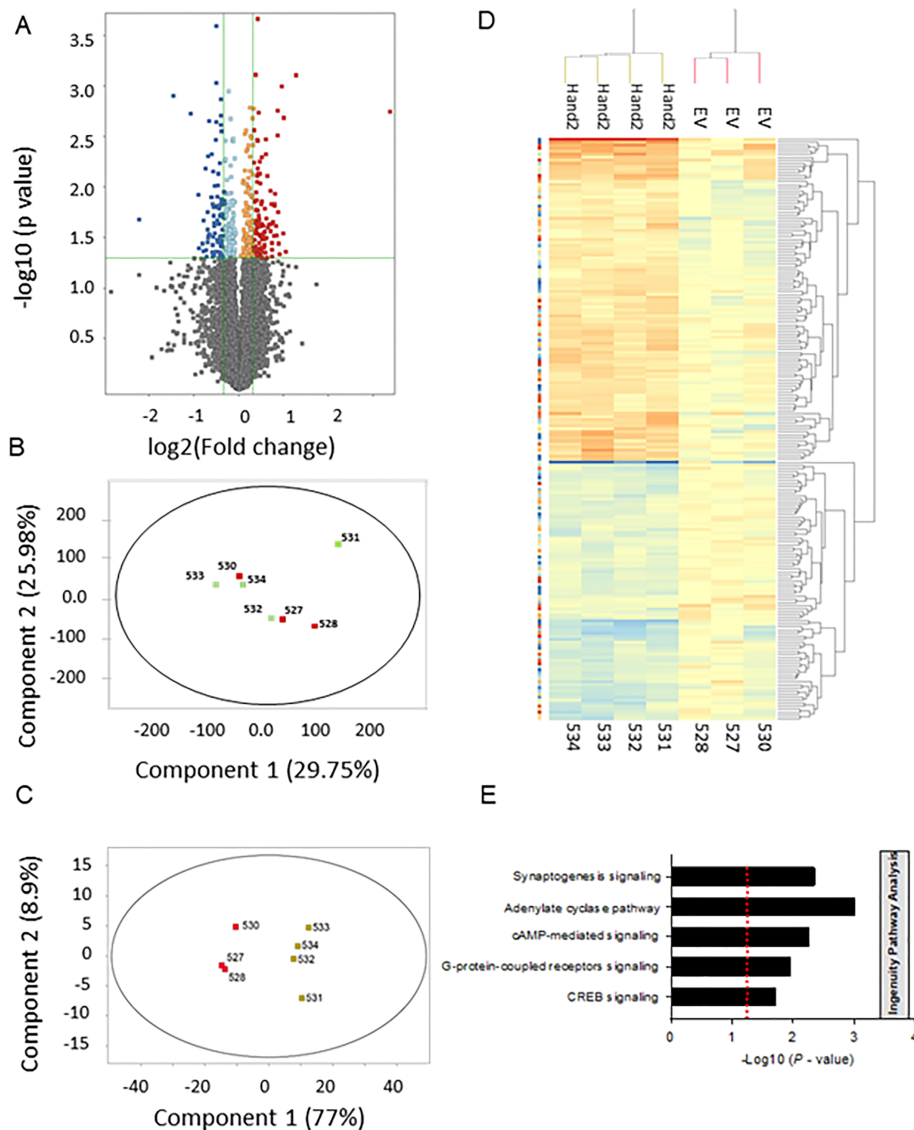 A
3.5
3.0
2.5
2.0
1.5
1.0
0.5
-log10 (p value)
-2
-1
0
1
2
log2(Fold change)
B
200
100
0.0
-100
-200
Component 2 (25.98%)
531
530
533
534
532
527
528
-200
-100
0.0
100
200
Component 1 (29.75%)
C
15
10
5
0
-5
-10
-15
Component 2 (8.9%)
530
533
534
532
527
528
531
-40
-20
0
20
40
Component 1 (77%)
D
Hand2
Hand2
Hand2
Hand2
EV
EV
EV
534
533
532
531
528
527
530
E
Synaptogenesis signaling
Adenylate cyclase pathway
cAMP-mediated signaling
G-protein-coupled receptors signaling
CREB signaling
Ingenuity Pathway Analysis
0
1
2
3
4
-Log10 (P - value)